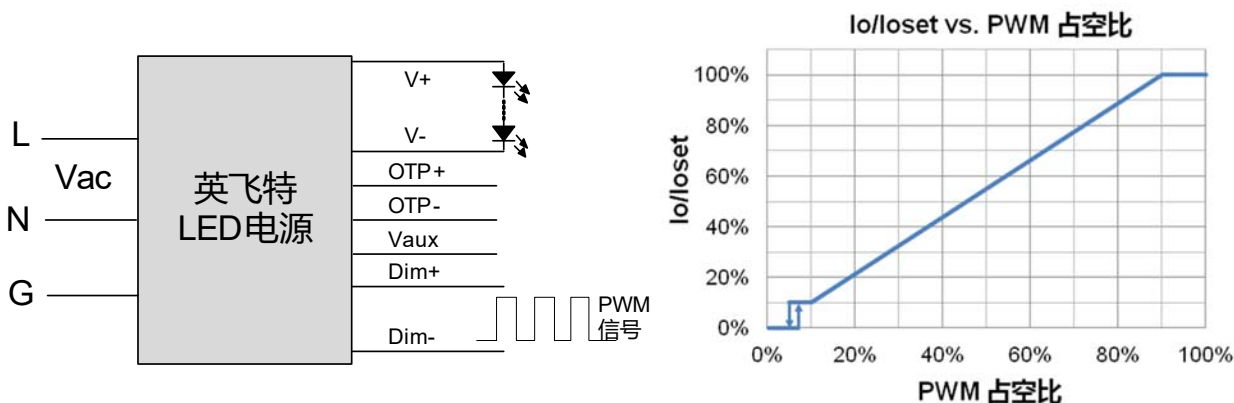 L
Vac
N
G
英飞特
LED电源
V+
V-
OTP+
OTP-
Vaux
Dim+
Dim-
PWM
信号
Io/Ioset vs. PWM 占空比
Io/Ioset
100%
80%
60%
40%
20%
0%
0% 20% 40% 60% 80% 100%
PWM 占空比